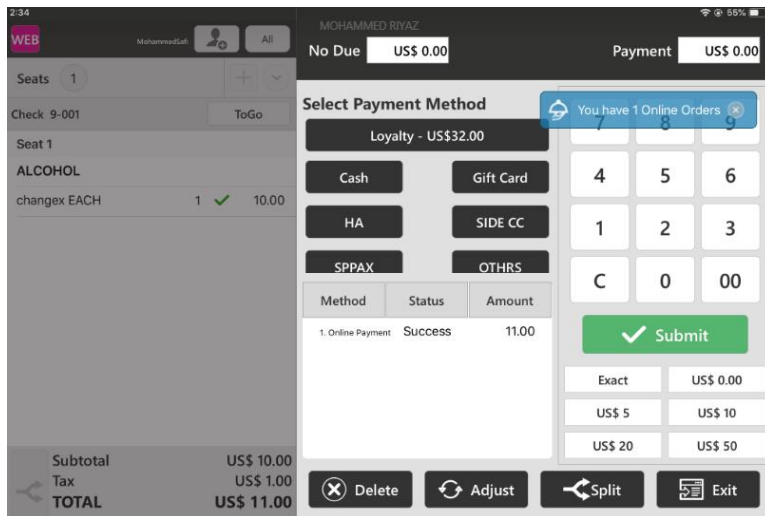 2:34
55%
WEB
MohammedSafi
All
MOHAMMED RIYAZ
No Due US$ 0.00
Payment US$ 0.00
Seats 1
Check 9-001 ToGo
Seat 1
ALCOHOL
changex EACH 1 10.00
Select Payment Method
You have 1 Online Orders
Loyalty - US$32.00
Cash Gift Card
HA SIDE CC
SPPAX OTHRS
Method Status Amount
1. Online Payment Success 11.00
7 8 9
4 5 6
1 2 3
C 0 00
Submit
Exact US$ 0.00
US$ 5 US$ 10
US$ 20 US$ 50
Subtotal US$ 10.00
Tax US$ 1.00
TOTAL US$ 11.00
Delete Adjust Split Exit